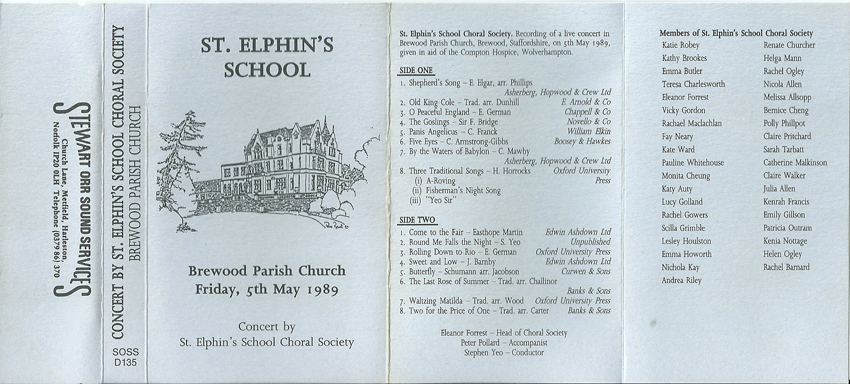 STEWART ORR SOUND SERVICES
Church Lane, Metfield, Harleston,
Norfolk IP20 0LH Telephone (0379 86) 370
CONCERT BY ST. ELPHIN'S SCHOOL CHORAL SOCIETY
BREWOOD PARISH CHURCH
SOSS
D135
ST. ELPHIN'S
SCHOOL
Brewood Parish Church
Friday, 5th May 1989
Concert by
St. Elphin's School Choral Society
St. Elphin's School Choral Society. Recording of a live concert in
Brewood Parish Church, Brewood, Staffordshire, on 5th May 1989,
given in aid of the Compton Hospice, Wolverhampton.
SIDE ONE
1. Shepherd's Song – E. Elgar, arr. Phillips
Asherberg, Hopwood & Crew Ltd
2. Old King Cole – Trad. arr. Dunhill E. Arnold & Co
3. O Peaceful England – E. German Chappell & Co
4. The Goslings – Sir F. Bridge Novello & Co
5. Panis Angelicus – C. Franck William Elkin
6. Five Eyes – C. Armstrong-Gibbs Boosey & Hawkes
7. By the Waters of Babylon – C. Mawby
Asherberg, Hopwood & Crew Ltd
8. Three Traditional Songs – H. Horrocks Oxford University
(i) A-Roving Press
(ii) Fisherman's Night Song
(iii) "Yeo Sir"
SIDE TWO
1. Come to the Fair – Easthope Martin Edwin Ashdown Ltd
2. Round Me Falls the Night – S. Yeo Unpublished
3. Rolling Down to Rio – E. German Oxford University Press
4. Sweet and Low – J. Barnby Edwin Ashdown Ltd
5. Butterfly – Schumann arr. Jacobson Curwen & Sons
6. The Last Rose of Summer – Trad. arr. Challinor
Banks & Sons
7. Waltzing Matilda – Trad. arr. Wood Oxford University Press
8. Two for the Price of One – Trad. arr. Carter Banks & Sons
Eleanor Forrest – Head of Choral Society
Peter Pollard – Accompanist
Stephen Yeo – Conductor
Members of St. Elphin's School Choral Society
Katie Robey
Kathy Brookes
Emma Butler
Teresa Charlesworth
Eleanor Forrest
Vicky Gordon
Rachael Maclachlan
Fay Neary
Kate Ward
Pauline Whitehouse
Monita Cheung
Katy Auty
Lucy Golland
Rachel Gowers
Scilla Grimble
Lesley Houlston
Emma Howorth
Nichola Kay
Andrea Riley
Renate Churcher
Helga Mann
Rachel Ogley
Nicola Allen
Melissa Allsopp
Bernice Cheng
Polly Phillpot
Claire Pritchard
Sarah Tarbatt
Catherine Malkinson
Claire Walker
Julia Allen
Kenrah Francis
Emily Gillson
Patricia Outram
Kenia Nottage
Helen Ogley
Rachel Barnard